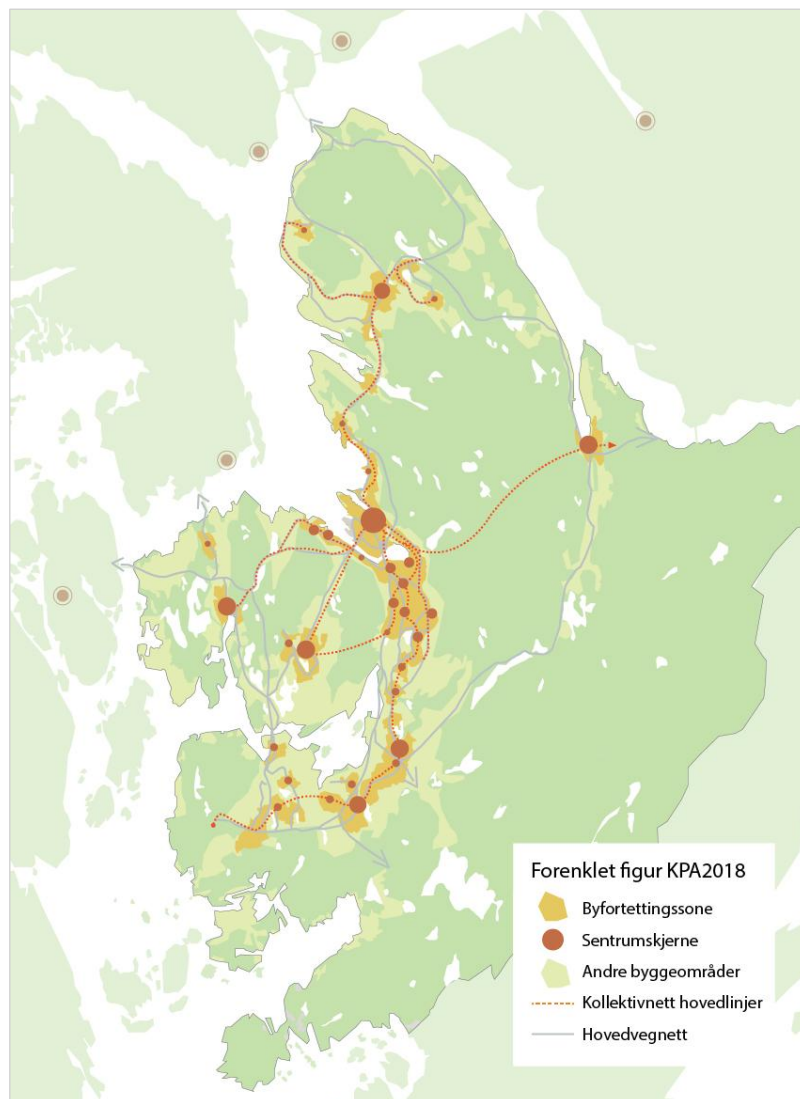 Forenklet figur KPA2018
Byfortettingssone
Sentrumskjerne
Andre byggeområder
Kollektivnett hovedlinjer
Hovedvegnett